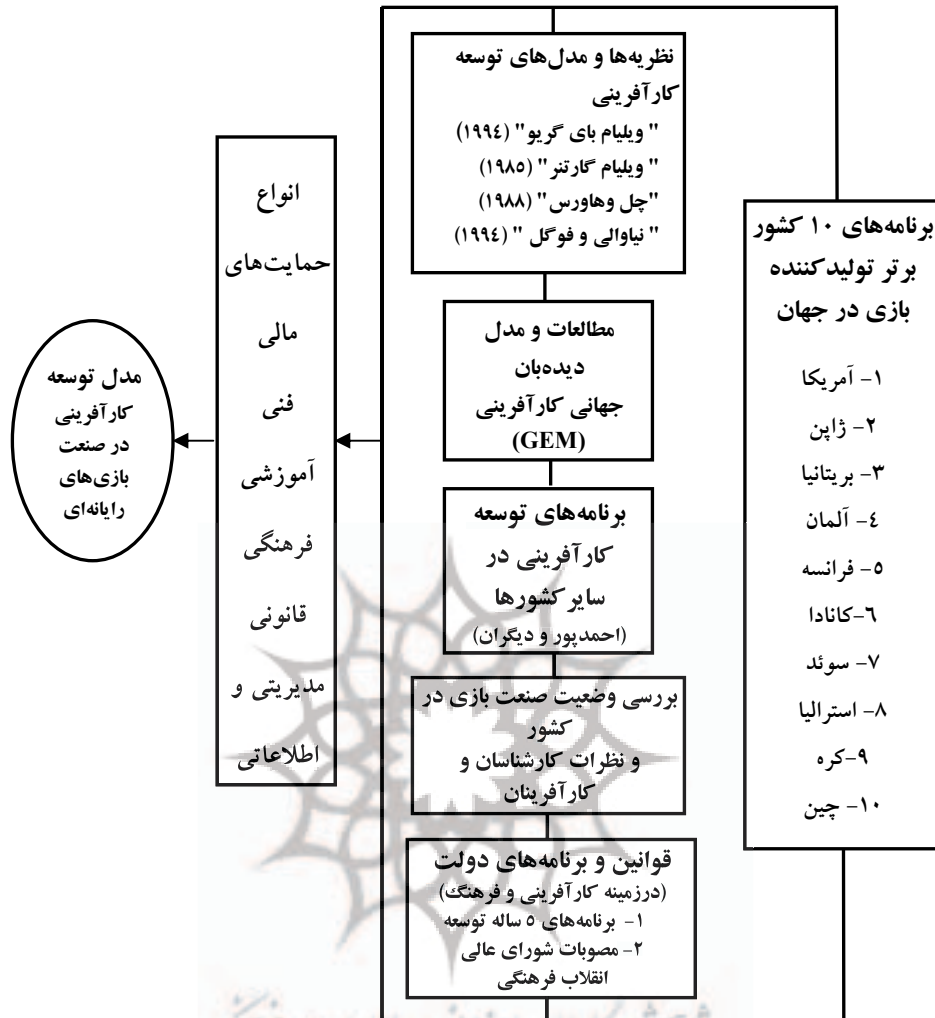 برنامه‌های ۱۰ کشور
برتر تولیدکننده
بازی در جهان
۱- آمریکا
۲- ژاپن
۳- بریتانیا
٤- آلمان
٥- فرانسه
٦-کانادا
۷- سوئد
۸- استرالیا
۹-کره
۱۰- چین
نظریه‌ها و مدل‌های توسعه
کارآفرینی
" ویلیام بای گریو" (۱۹۹٤)
" ویلیام گارتنر" (۱۹۸٥)
"چل وهاورس" (۱۹۸۸)
" نیاوالی و فوگل " (۱۹۹٤)
مطالعات و مدل
دیده‌بان
جهانی کارآفرینی
(GEM)
برنامه‌های توسعه
کارآفرینی در
سایر کشورها
(احمدپور و دیگران)
بررسی وضعیت صنعت بازی در
کشور
و نظرات کارشناسان و
کارآفرینان
قوانین و برنامه‌های دولت
(درزمینه کارآفرینی و فرهنگ)
۱- برنامه‌های ٥ ساله توسعه
۲- مصوبات شورای عالی
انقلاب فرهنگی
انواع
حمایت‌های
مالی
فنی
آموزشی
فرهنگی
قانونی
مدیریتی و
اطلاعاتی
مدل توسعه
کارآفرینی
در صنعت
بازی‌های
رایانه‌ای